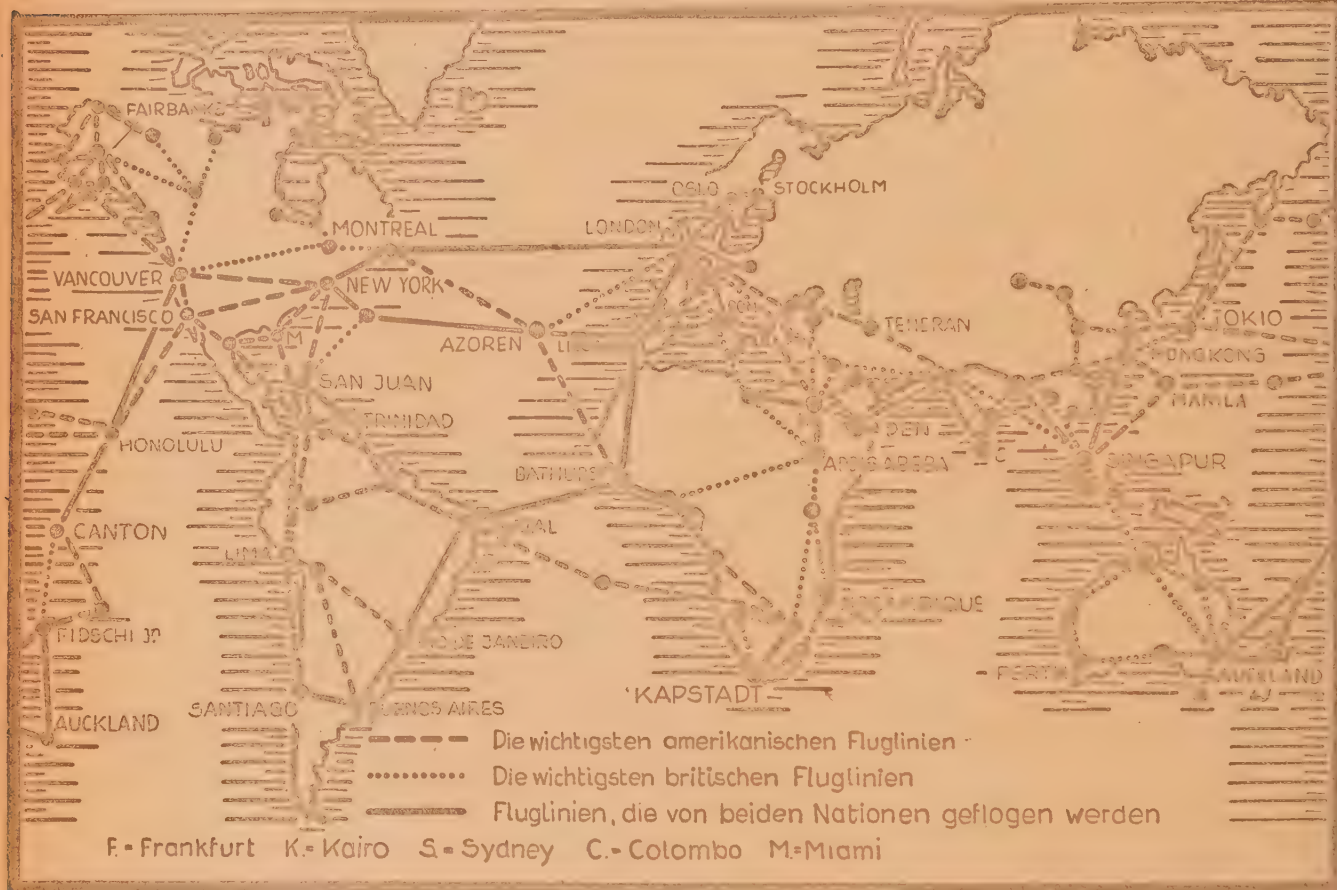 FAIRBANKS
OSLO
STOCKHOLM
MONTREAL
LONDON
VANCOUVER
NEW YORK
SAN FRANCISCO
M
AZOREN
TEHERAN
TOKIO
HONGKONG
SAN JUAN
MANILA
TRINIDAD
HONOLULU
BATHURST
C
SINGAPUR
CANTON
LIMA
FIDSCHI
RIO DE JANEIRO
KAPSTADT
PERTH
AUCKLAND
AUCKLAND
SANTIAGO
BUENOS AIRES
Die wichtigsten amerikanischen Fluglinien
Die wichtigsten britischen Fluglinien
Fluglinien, die von beiden Nationen geflogen werden
F.= Frankfurt K.= Kairo S.= Sydney C.= Colombo M.=Miami